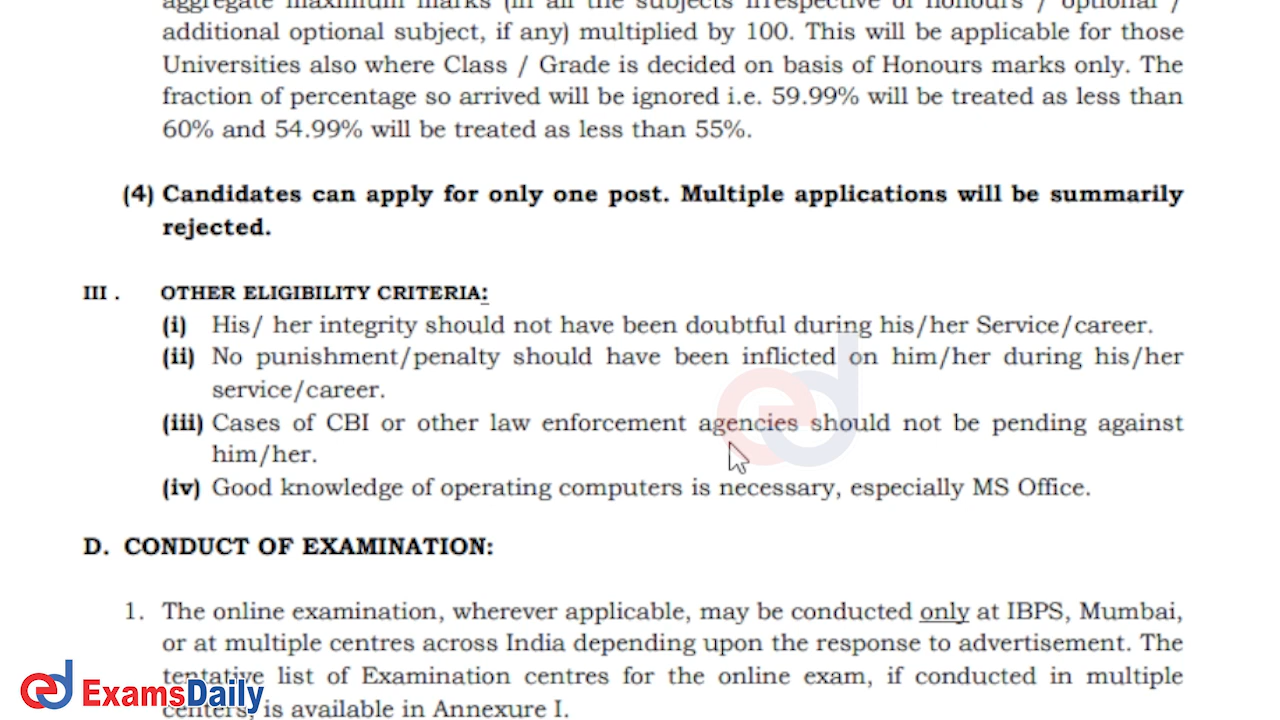 aggregate maximum marks (in all the subjects irrespective of honours / optional /
additional optional subject, if any) multiplied by 100. This will be applicable for those
Universities also where Class / Grade is decided on basis of Honours marks only. The
fraction of percentage so arrived will be ignored i.e. 59.99% will be treated as less than
60% and 54.99% will be treated as less than 55%.
(4) Candidates can apply for only one post. Multiple applications will be summarily
rejected.
III . OTHER ELIGIBILITY CRITERIA:
(i) His/ her integrity should not have been doubtful during his/her Service/career.
(ii) No punishment/penalty should have been inflicted on him/her during his/her
service/career.
(iii) Cases of CBI or other law enforcement agencies should not be pending against
him/her.
(iv) Good knowledge of operating computers is necessary, especially MS Office.
D. CONDUCT OF EXAMINATION:
1. The online examination, wherever applicable, may be conducted only at IBPS, Mumbai,
or at multiple centres across India depending upon the response to advertisement. The
tentative list of Examination centres for the online exam, if conducted in multiple
centers, is available in Annexure I.
ed ExamsDaily
ed